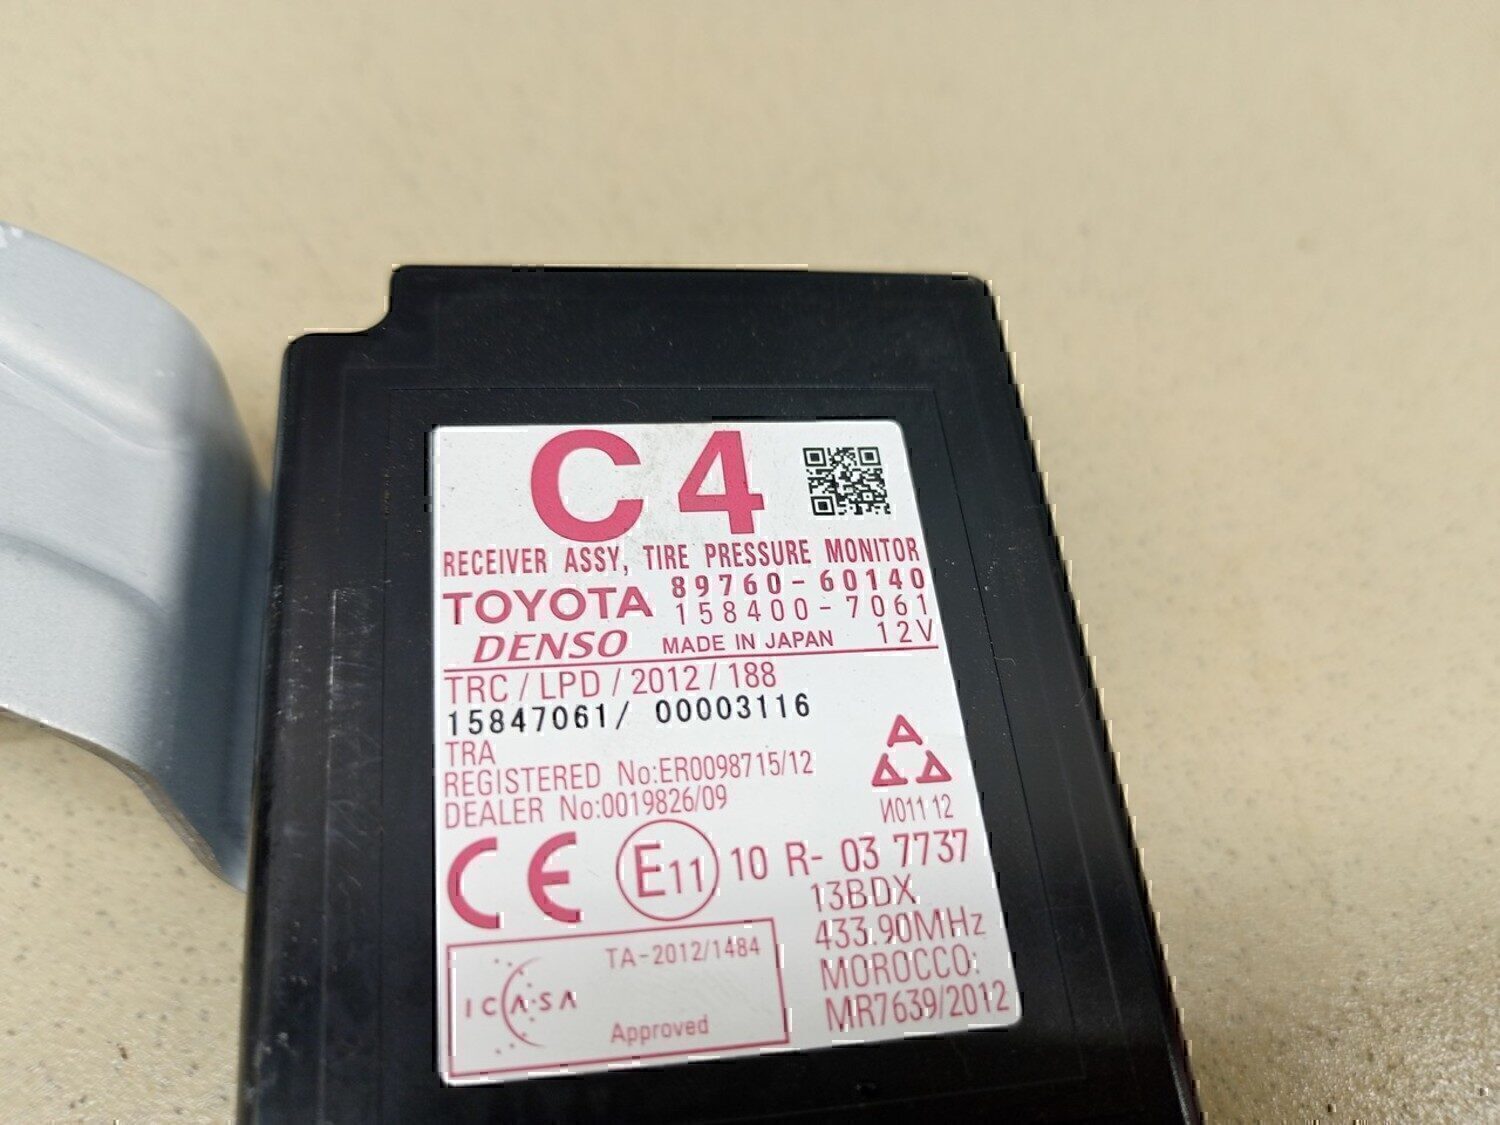 C4
RECEIVER ASSY, TIRE PRESSURE MONITOR
TOYOTA 89760-60140
158400-7061
DENSO MADE IN JAPAN 12V
TRC/LPD/2012/188
15847061/ 00003116
TRA
REGISTERED No:ER0098715/12
DEALER No:0019826/09
И011 12
CE E11 10 R- 03 7737
13BDX
433.90MHz
MOROCCO:
MR7639/2012
TA-2012/1484
ICASA
Approved